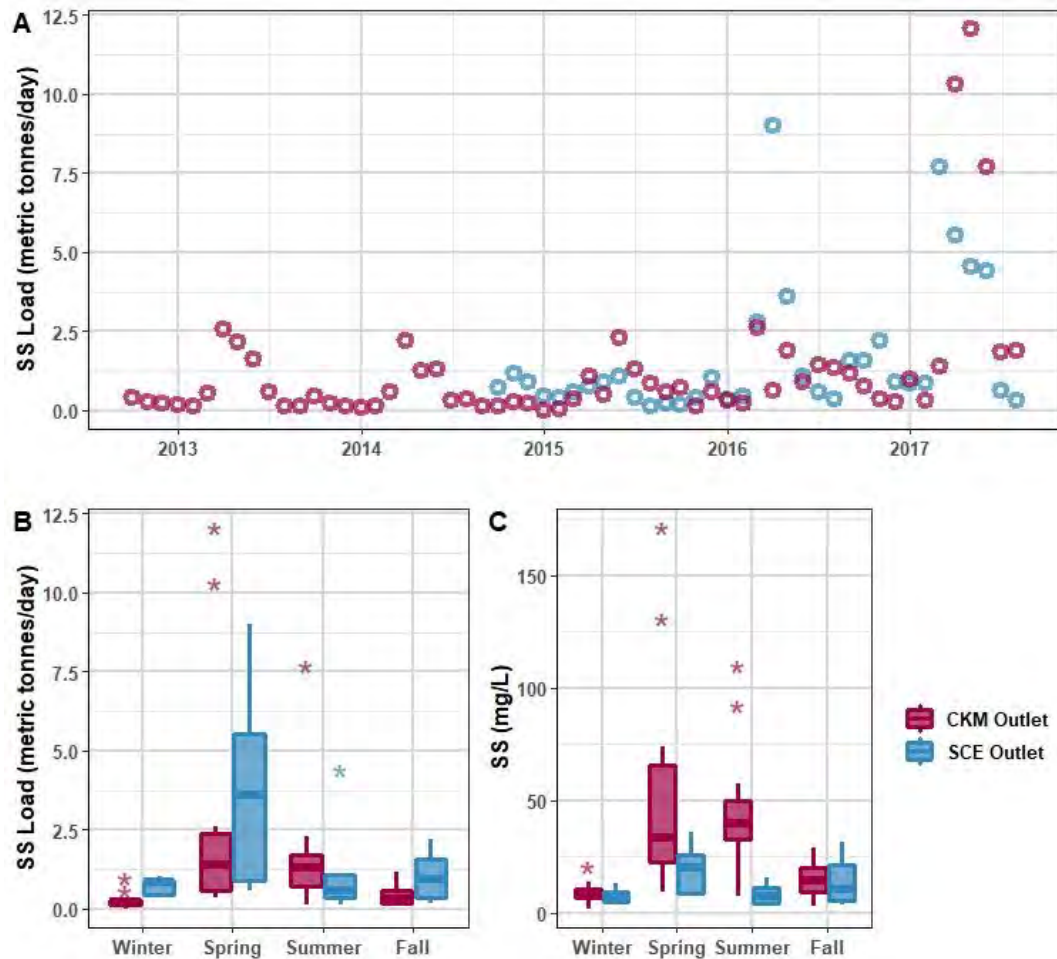 A
SS Load (metric tonnes/day)
12.5
10.0
7.5
5.0
2.5
0.0
2013 2014 2015 2016 2017
B
SS Load (metric tonnes/day)
12.5
10.0
7.5
5.0
2.5
0.0
Winter Spring Summer Fall
C
SS (mg/L)
150
100
50
0
Winter Spring Summer Fall
CKM Outlet
SCE Outlet